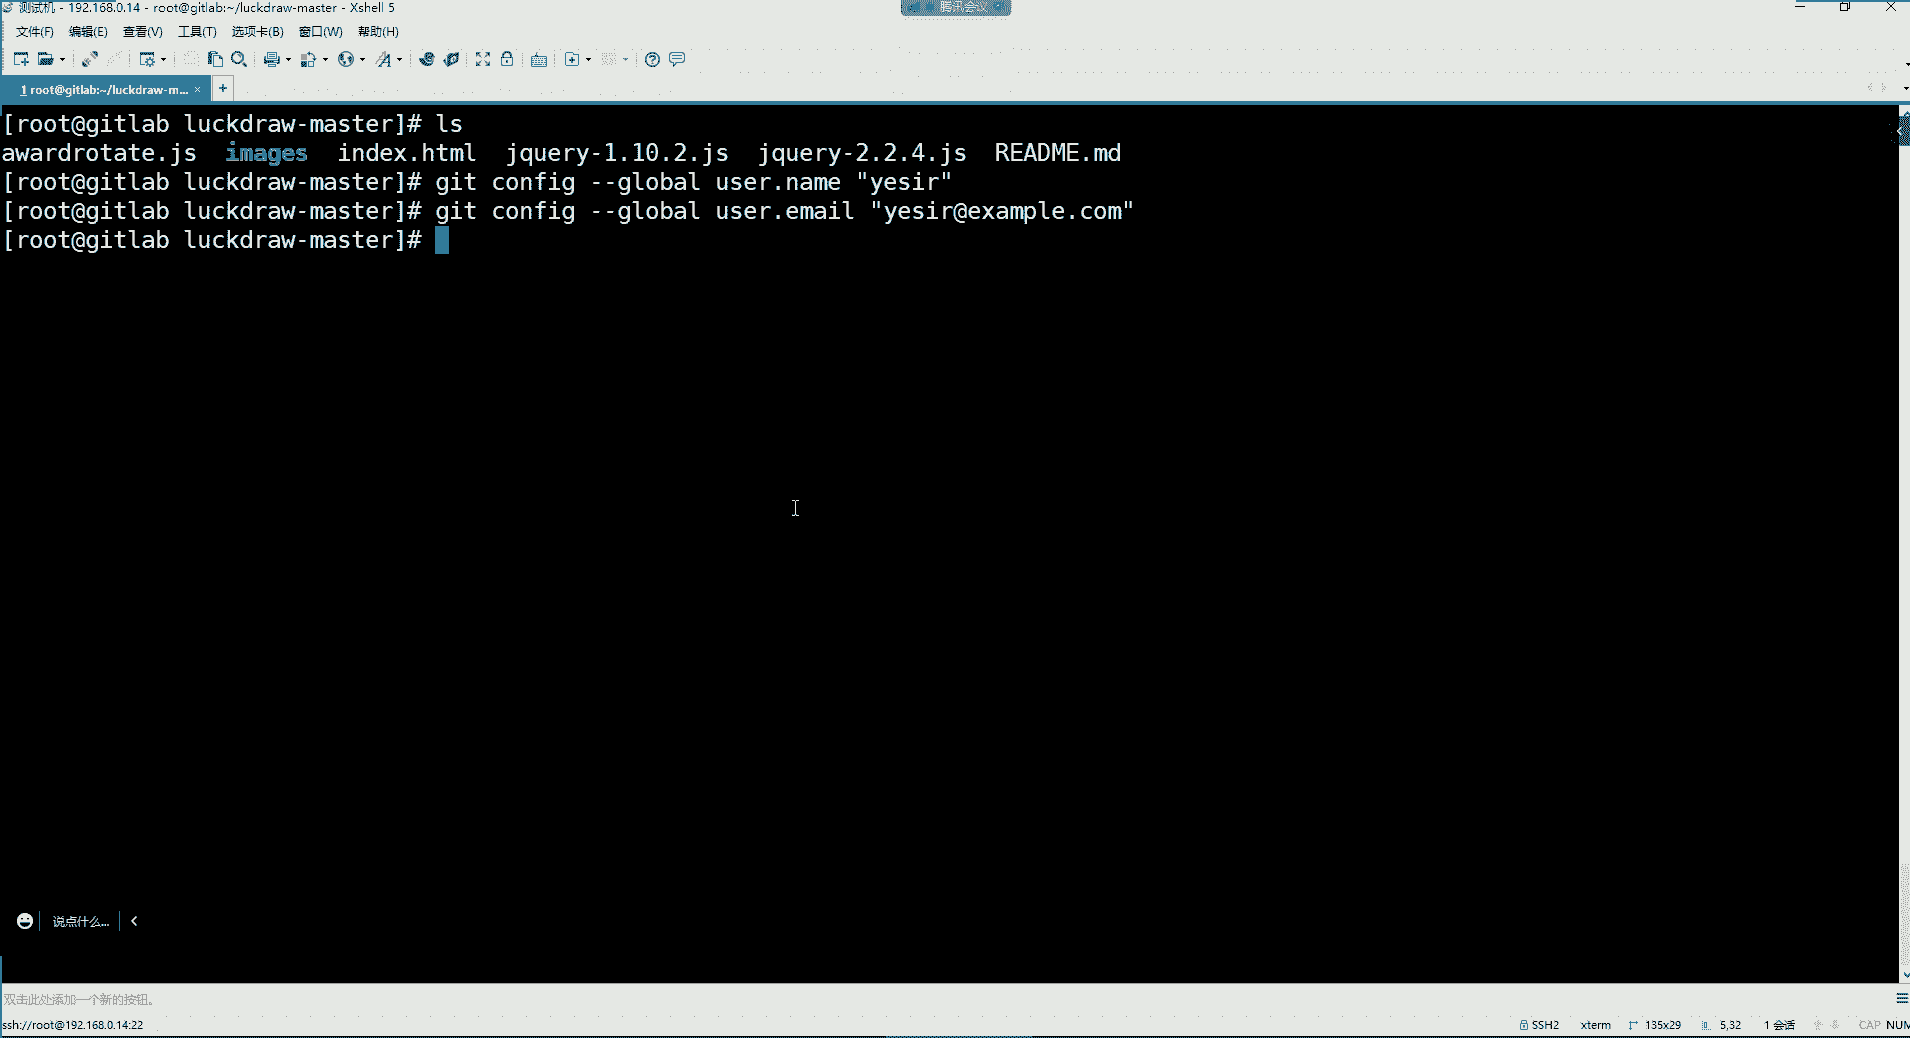 测试机 - 192.168.0.14 - root@gitlab:~/luckdraw-master - Xshell 5
腾讯会议
文件(F) 编辑(E) 查看(V) 工具(T) 选项卡(B) 窗口(W) 帮助(H)
1 root@gitlab:~/luckdraw-m... × +
[root@gitlab luckdraw-master]# ls
awardrotate.js images index.html jquery-1.10.2.js jquery-2.2.4.js README.md
[root@gitlab luckdraw-master]# git config --global user.name "yesir"
[root@gitlab luckdraw-master]# git config --global user.email "yesir@example.com"
[root@gitlab luckdraw-master]#
说点什么...
双击此处添加一个新的按钮。
ssh://root@192.168.0.14:22 SSH2 xterm 135x29 5,32 1 会话 CAP NUM